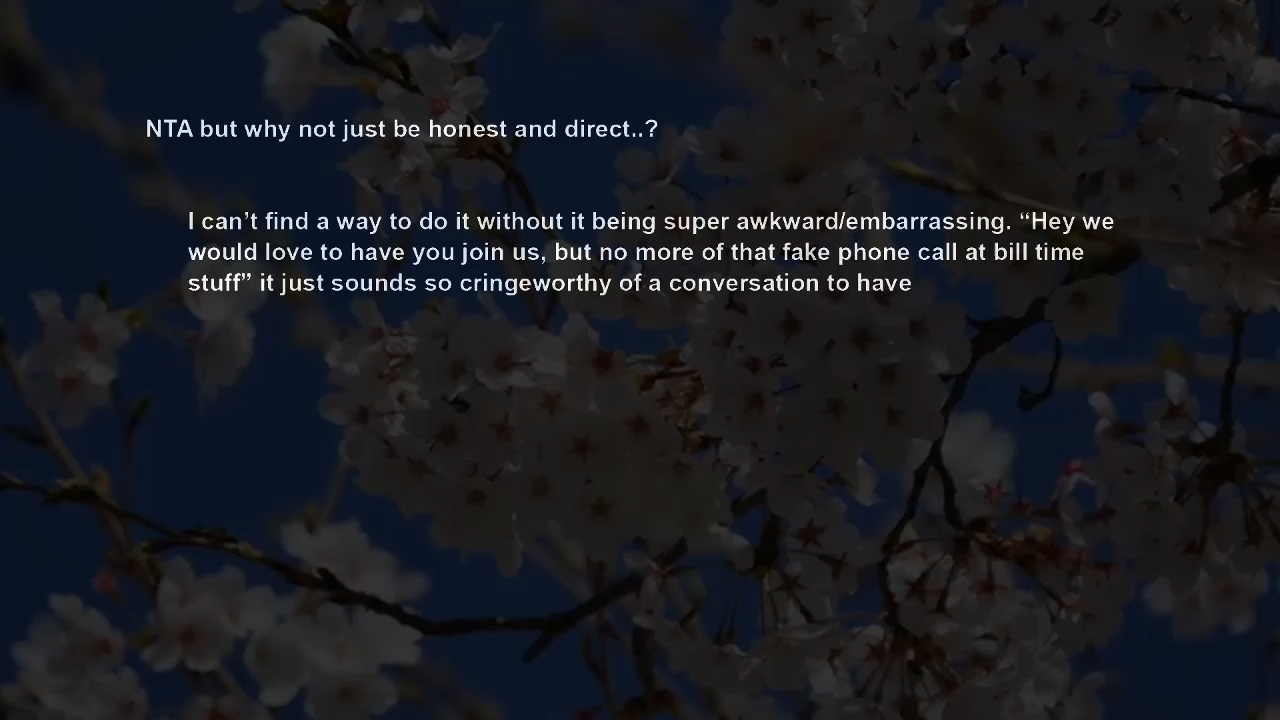 NTA but why not just be honest and direct..?
I can’t find a way to do it without it being super awkward/embarrassing. “Hey we
would love to have you join us, but no more of that fake phone call at bill time
stuff” it just sounds so cringeworthy of a conversation to have